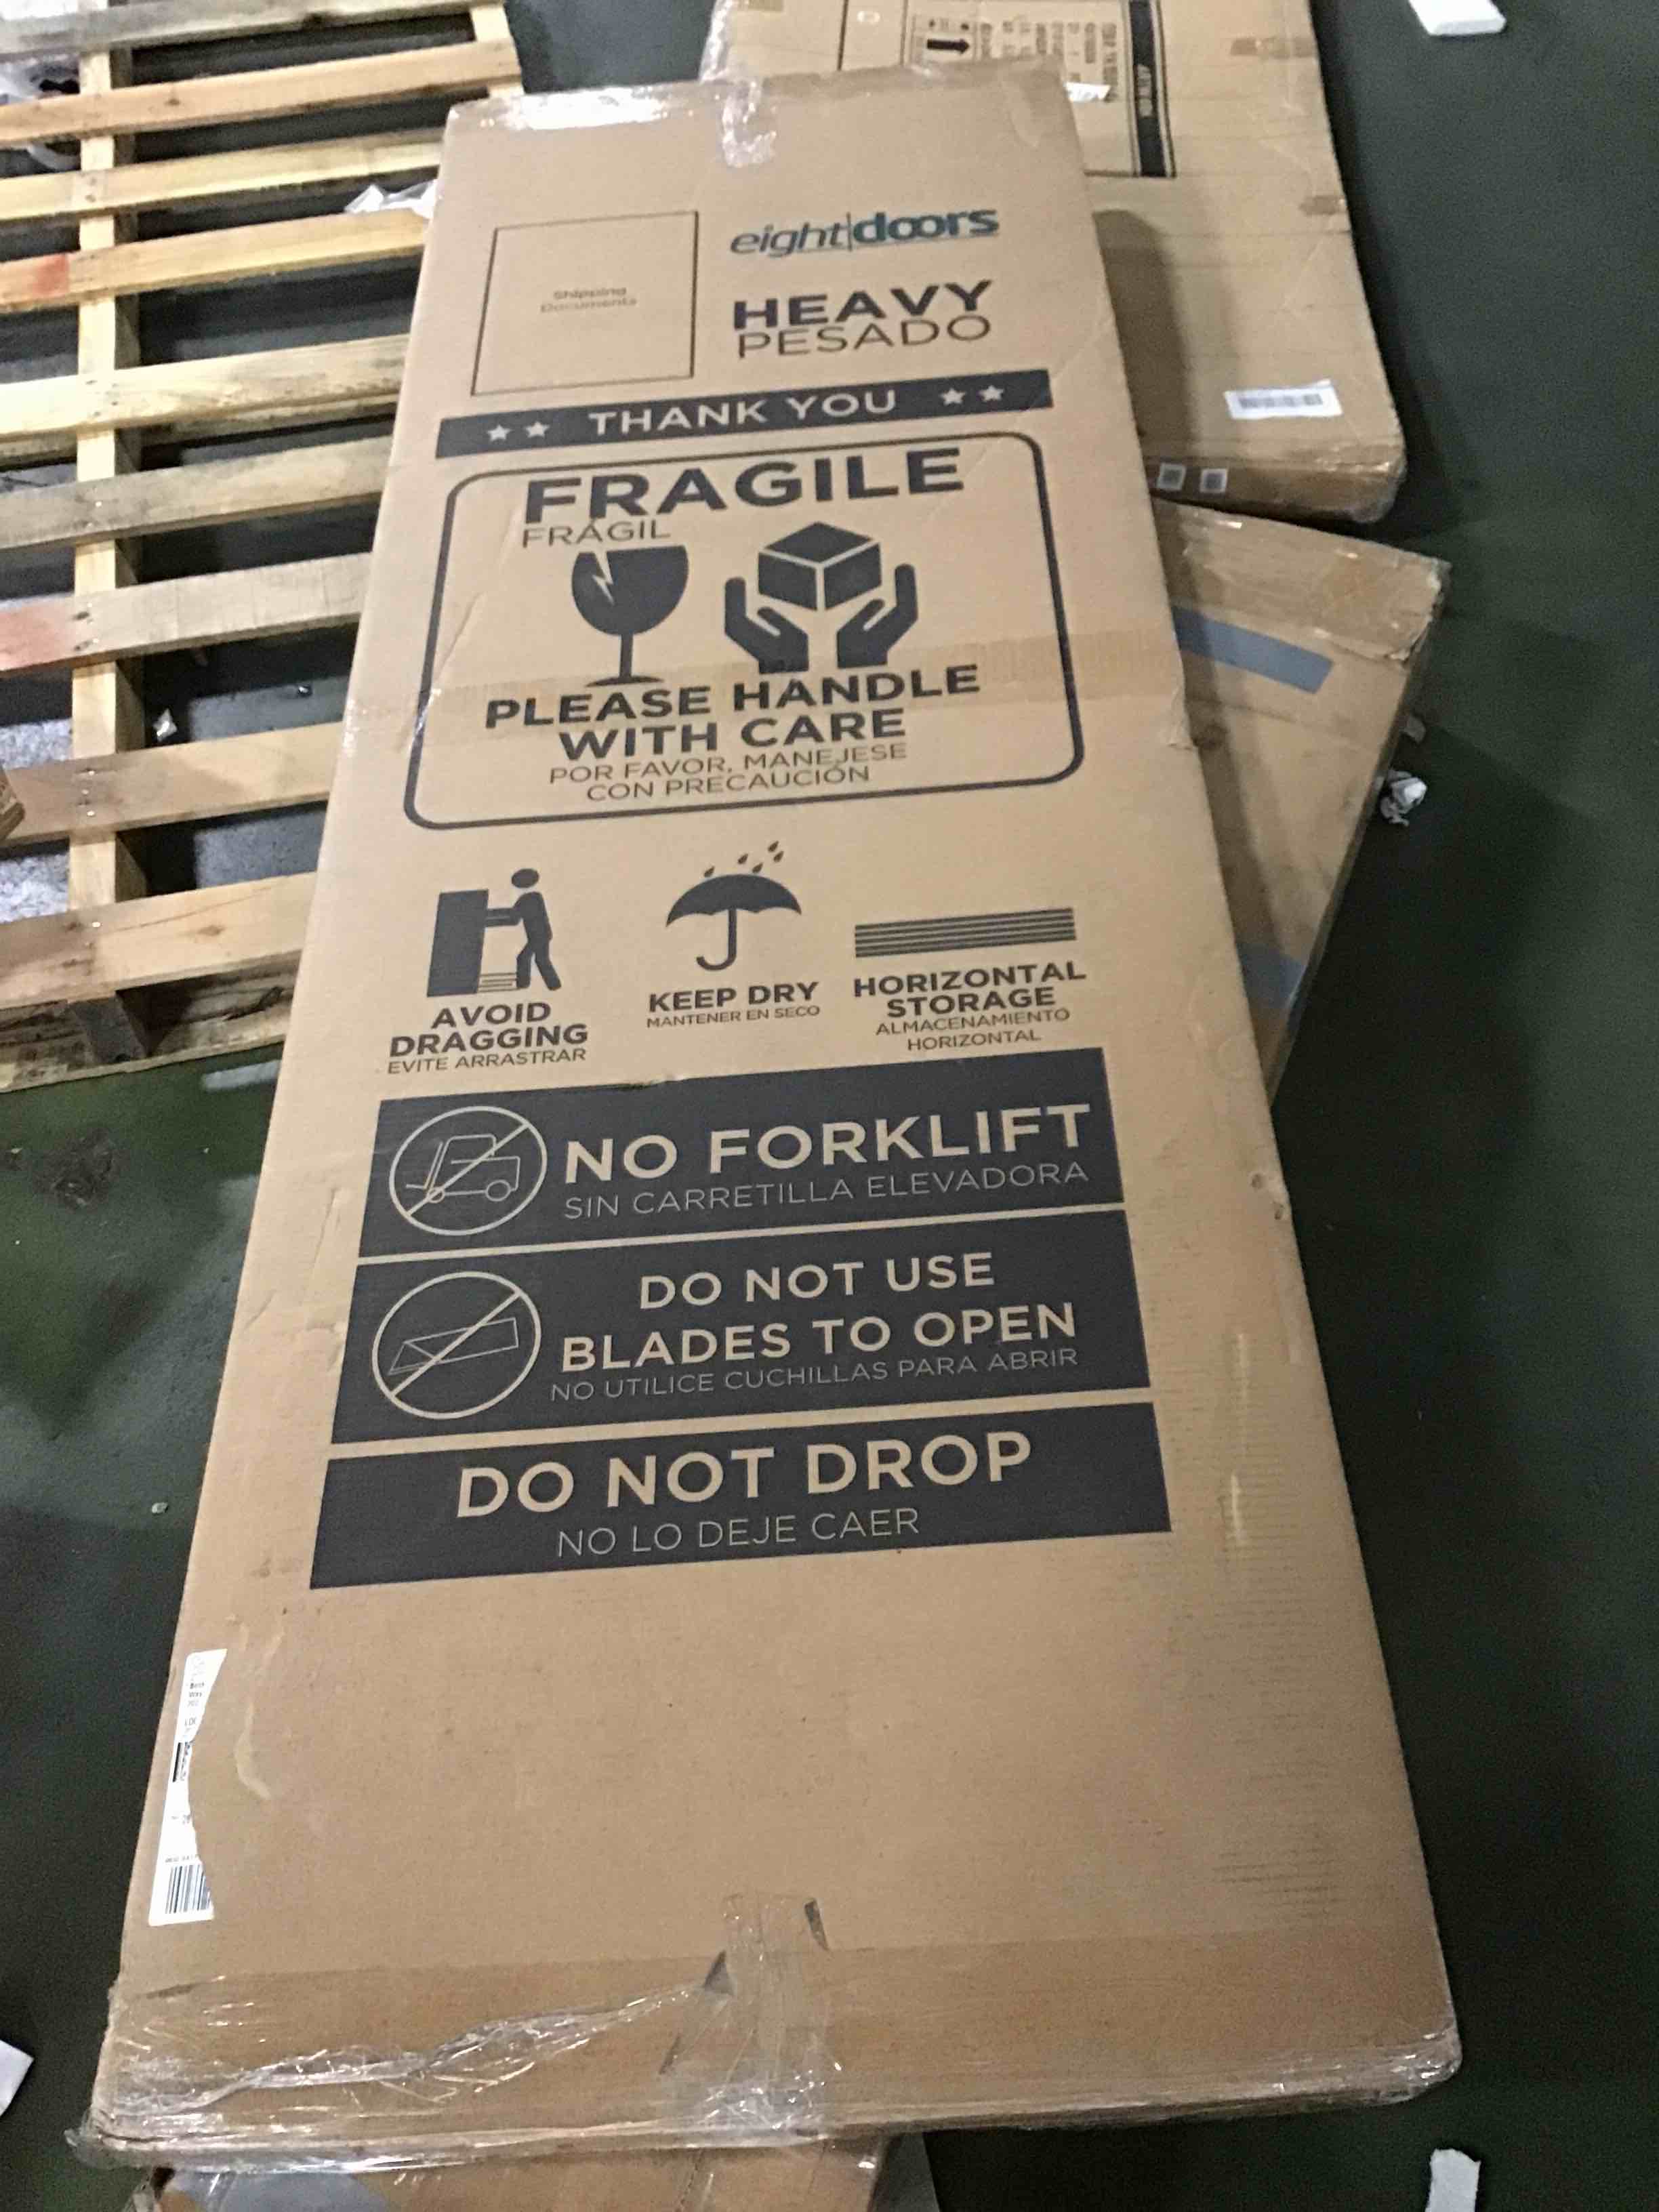 eight|doors
Shipping
Documents
HEAVY
PESADO
THANK YOU
FRAGILE
FRÁGIL
PLEASE HANDLE
WITH CARE
POR FAVOR, MANEJESE
CON PRECAUCIÓN
AVOID
DRAGGING
EVITE ARRASTRAR
KEEP DRY
MANTENER EN SECO
HORIZONTAL
STORAGE
ALMACENAMIENTO
HORIZONTAL
NO FORKLIFT
SIN CARRETILLA ELEVADORA
DO NOT USE
BLADES TO OPEN
NO UTILICE CUCHILLAS PARA ABRIR
DO NOT DROP
NO LO DEJE CAER